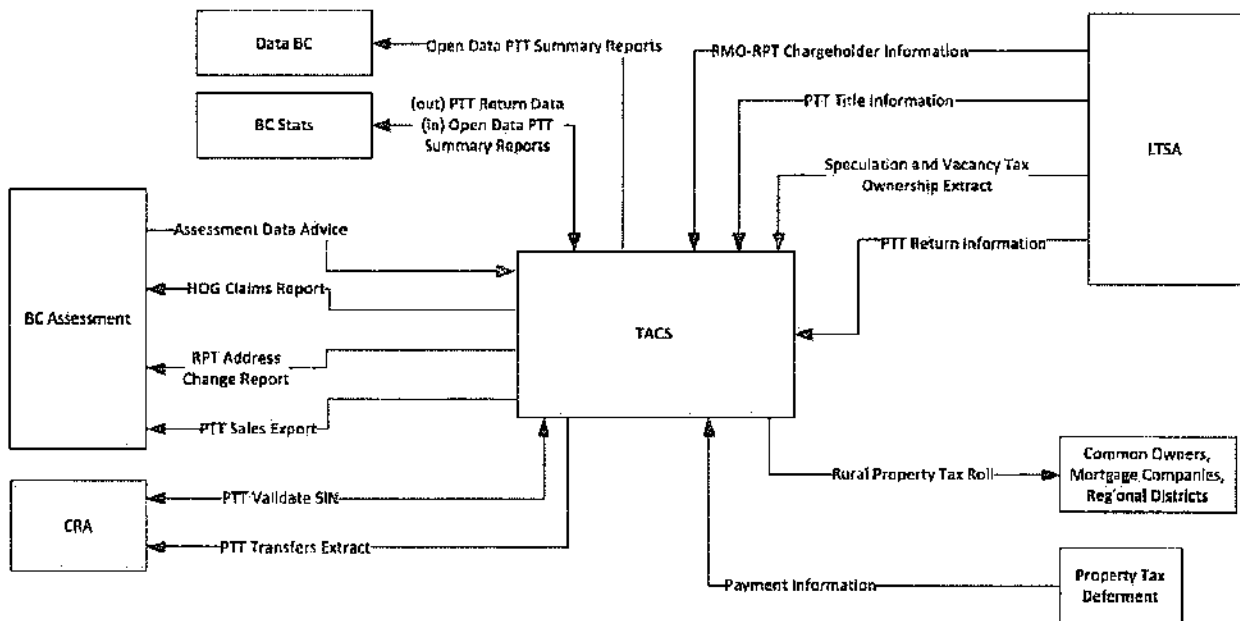 Data BC
Open Data PTT Summary Reports
BC Stats
(out) PTT Return Data
(in) Open Data PTT
Summary Reports
RMO-RPT Chargeholder Information
PTT Title Information
Speculation and Vacancy Tax
Ownership Extract
PTT Return Information
LTSA
BC Assessment
Assessment Data Advice
HOG Claims Report
RPT Address
Change Report
PTT Sales Export
TACS
CRA
PTT Validate SIN
PTT Transfers Extract
Rural Property Tax Roll
Common Owners,
Mortgage Companies,
Regional Districts
Payment Information
Property Tax
Deferment